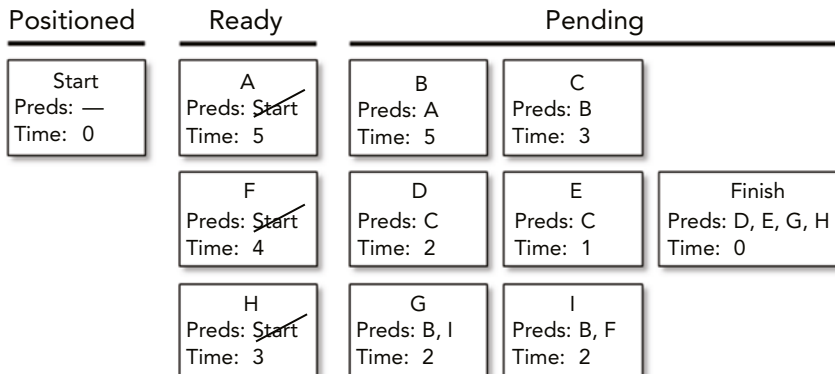 Positioned
Ready
Pending
Start
Preds: —
Time: 0
A
Preds: Start
Time: 5
B
Preds: A
Time: 5
C
Preds: B
Time: 3
F
Preds: Start
Time: 4
D
Preds: C
Time: 2
E
Preds: C
Time: 1
Finish
Preds: D, E, G, H
Time: 0
H
Preds: Start
Time: 3
G
Preds: B, I
Time: 2
I
Preds: B, F
Time: 2